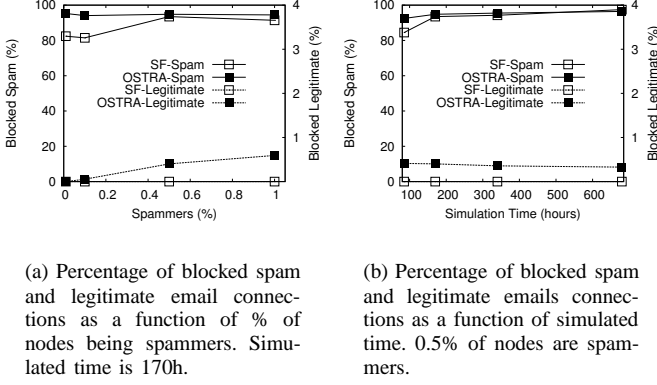 100
80
60
40
20
0
Blocked Spam (%)
4
3
2
1
Blocked Legitimate (%)
SF-Spam
OSTRA-Spam
SF-Legitimate
OSTRA-Legitimate
0 0.2 0.4 0.6 0.8 1
Spammers (%)
100
80
60
40
20
0
Blocked Spam (%)
4
3
2
1
Blocked Legitimate (%)
SF-Spam
OSTRA-Spam
SF-Legitimate
OSTRA-Legitimate
100 200 300 400 500 600
Simulation Time (hours)
(a) Percentage of blocked spam
and legitimate email connec-
tions as a function of % of
nodes being spammers. Simu-
lated time is 170h.
(b) Percentage of blocked spam
and legitimate emails connec-
tions as a function of simulated
time. 0.5% of nodes are spam-
mers.